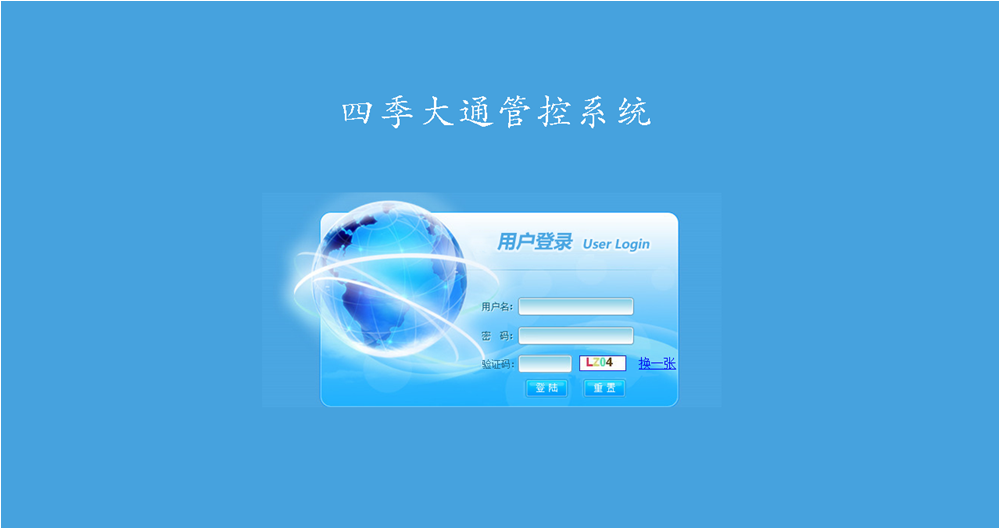 四季大通管控系统
用户登录 User Login
用户名:
密 码:
验证码: LZ04 换一张
登 陆 重 置